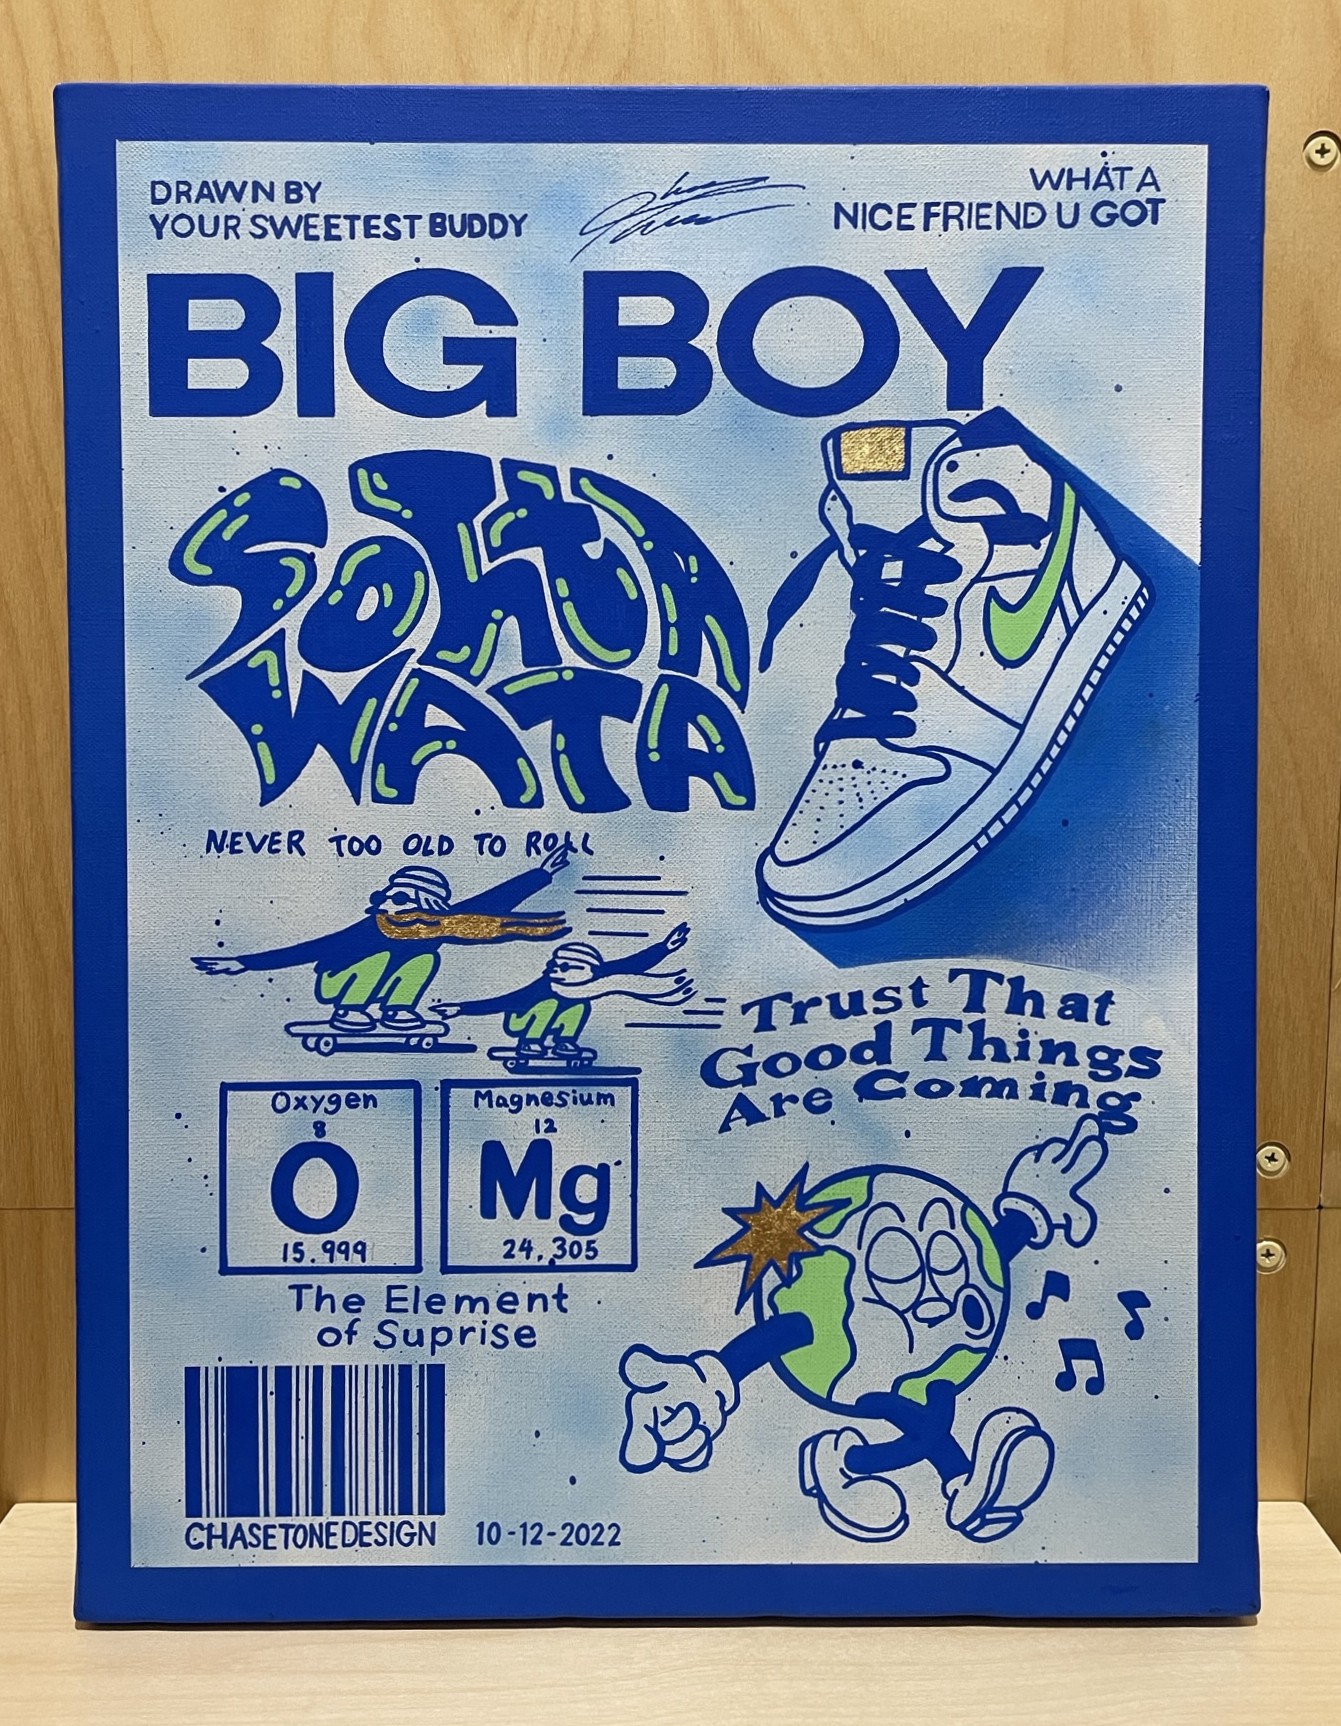 DRAWN BY
YOUR SWEETEST BUDDY
WHAT A
NICE FRIEND U GOT
BIG BOY
WATA
NEVER TOO OLD TO ROLL
Trust That
Good Things
Are Coming
Oxygen
8
O
15.999
Magnesium
12
Mg
24.305
The Element
of Suprise
CHASETONEDESIGN
10-12-2022